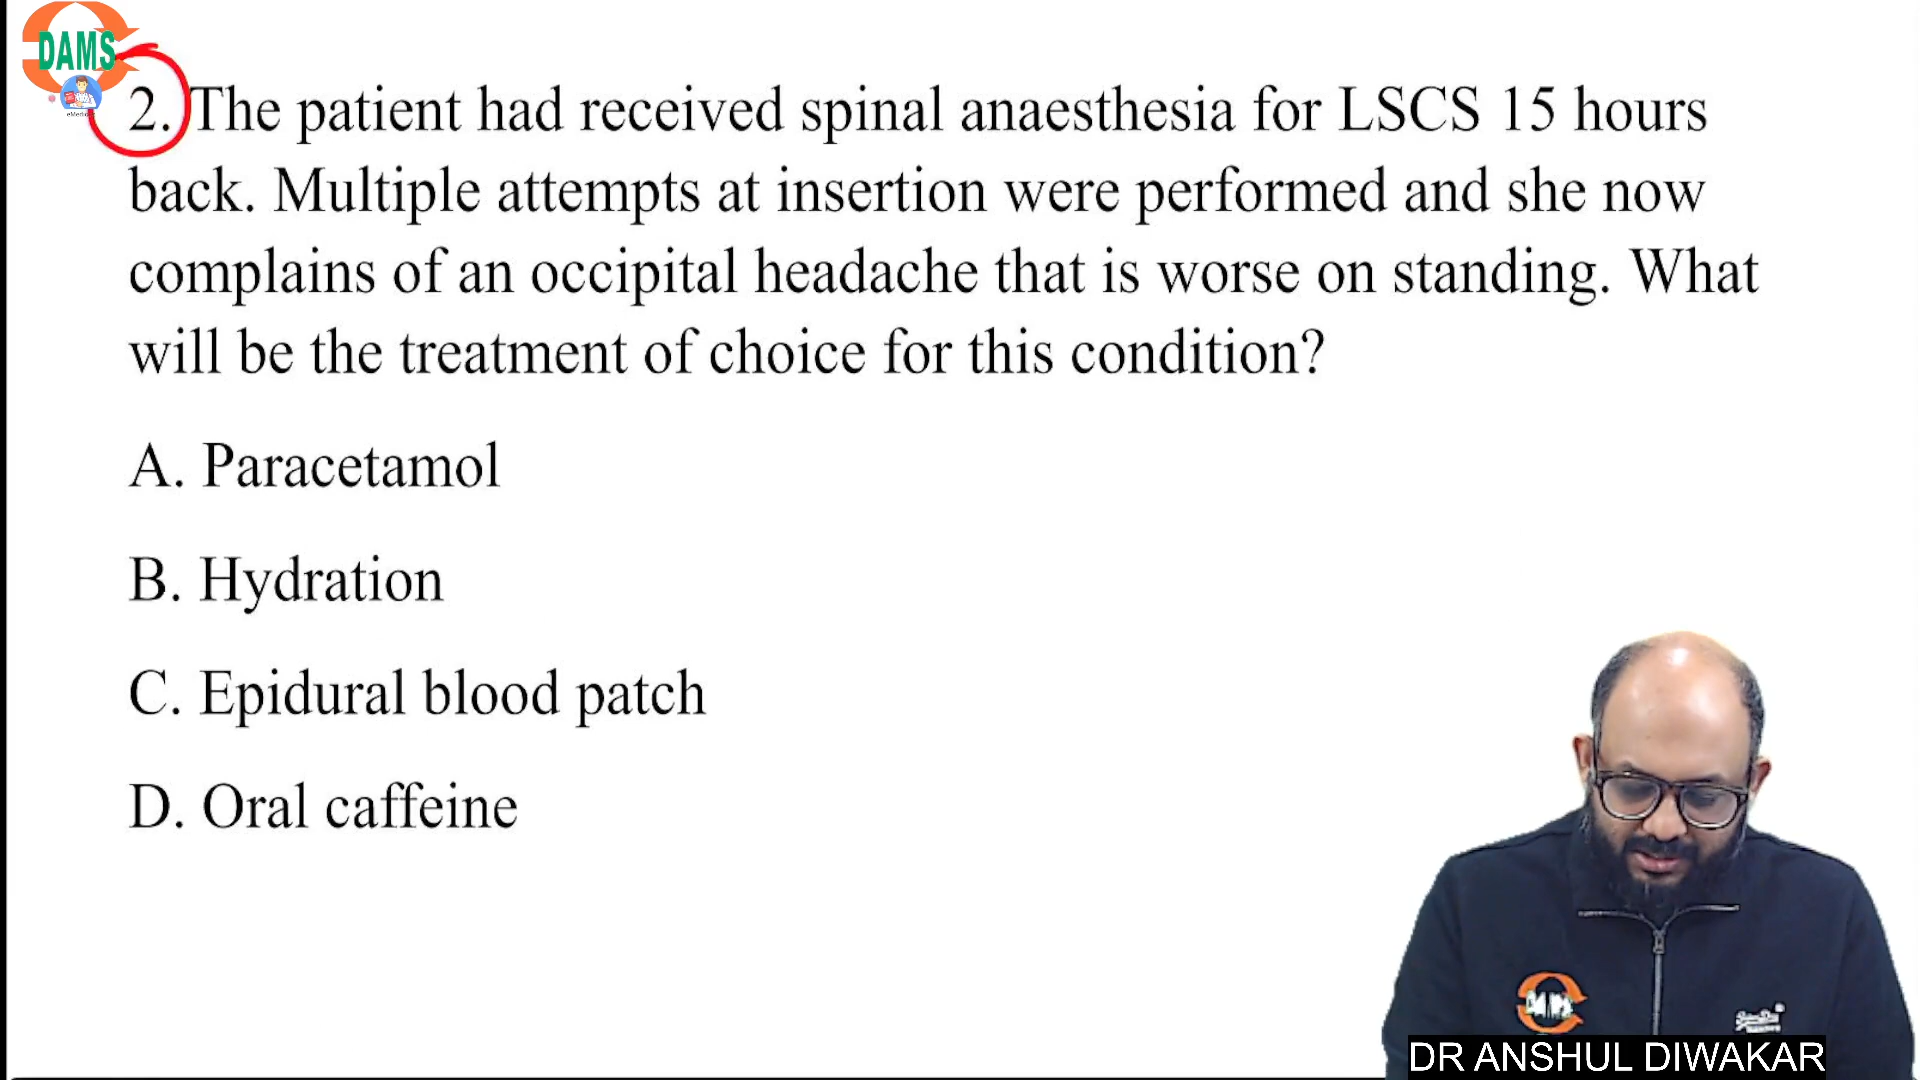 DAMS
2. The patient had received spinal anaesthesia for LSCS 15 hours
back. Multiple attempts at insertion were performed and she now
complains of an occipital headache that is worse on standing. What
will be the treatment of choice for this condition?
A. Paracetamol
B. Hydration
C. Epidural blood patch
D. Oral caffeine
DAMS
DR ANSHUL DIWAKAR